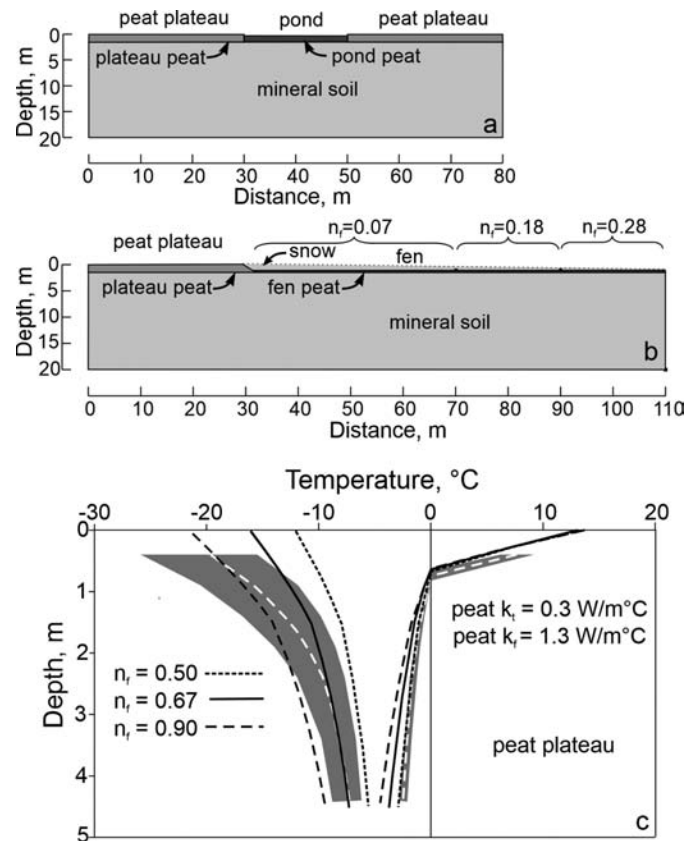 peat plateau pond peat plateau
Depth, m
0
5
10
15
20
plateau peat pond peat
mineral soil
a
0 10 20 30 40 50 60 70 80
Distance, m
n_f=0.07 n_f=0.18 n_f=0.28
peat plateau snow fen
Depth, m
0
5
10
15
20
plateau peat fen peat
mineral soil
b
0 10 20 30 40 50 60 70 80 90 100 110
Distance, m
Temperature, °C
-30 -20 -10 0 10 20
Depth, m
0
1
2
3
4
5
peat k_t = 0.3 W/m°C
peat k_f = 1.3 W/m°C
n_f = 0.50
n_f = 0.67
n_f = 0.90
peat plateau
c